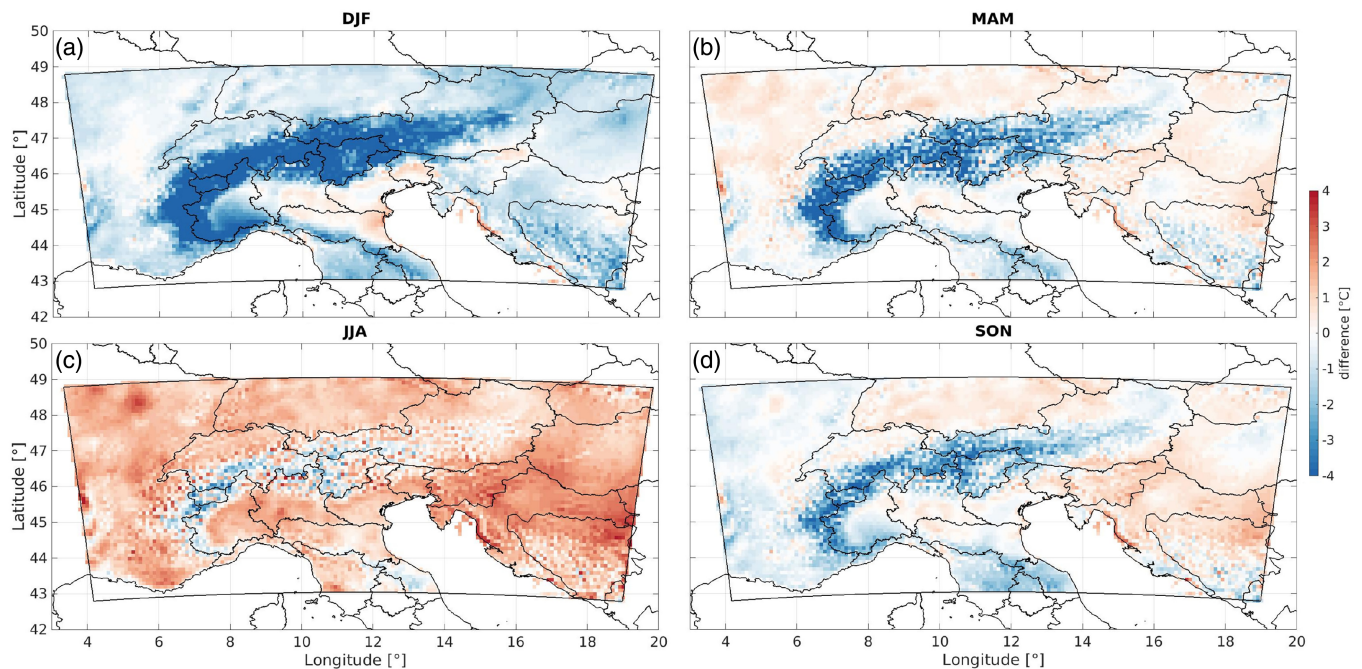 DJF
MAM
(a)
(b)
50
49
48
47
46
45
44
43
42
Latitude [°]
JJA
SON
(c)
(d)
50
49
48
47
46
45
44
43
42
Latitude [°]
4 6 8 10 12 14 16 18 20
Longitude [°]
4 6 8 10 12 14 16 18 20
Longitude [°]
4
3
2
1
0
-1
-2
-3
-4
difference [°C]